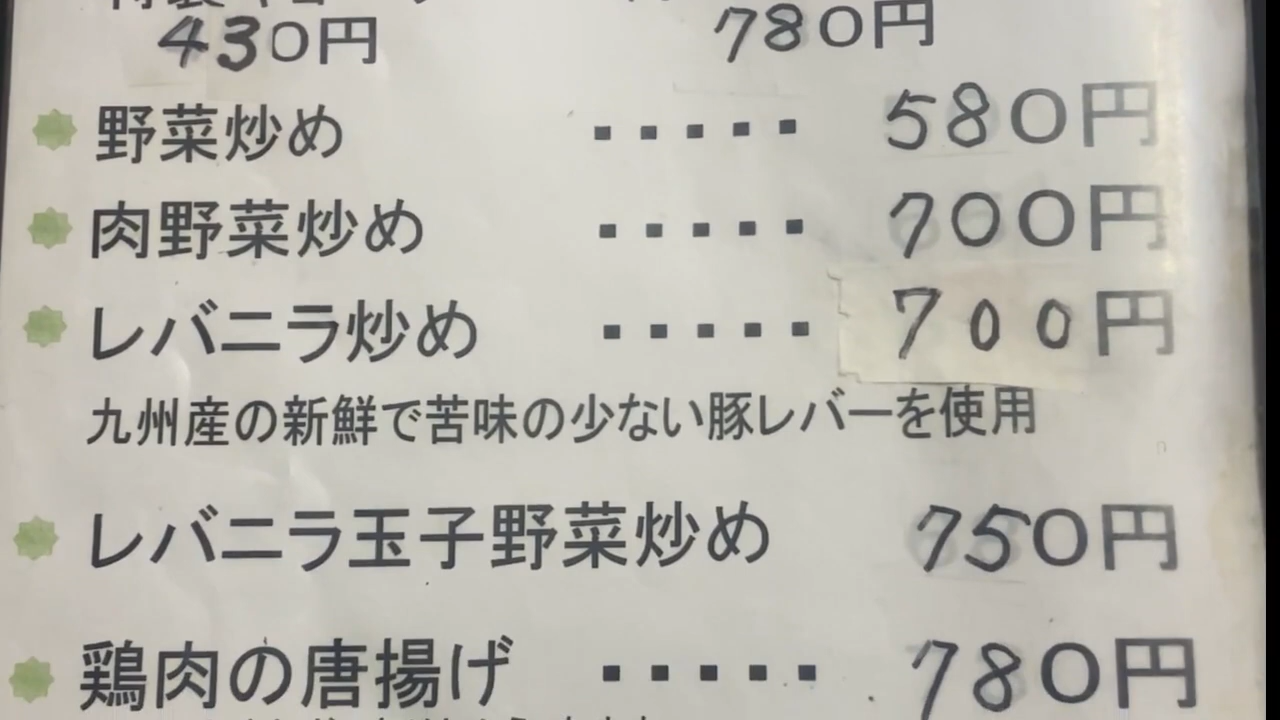 430円 780円
野菜炒め ・・・・・ 580円
肉野菜炒め ・・・・・ 700円
レバニラ炒め ・・・・・ 700円
九州産の新鮮で苦味の少ない豚レバーを使用
レバニラ玉子野菜炒め 750円
鶏肉の唐揚げ ・・・・・ 780円